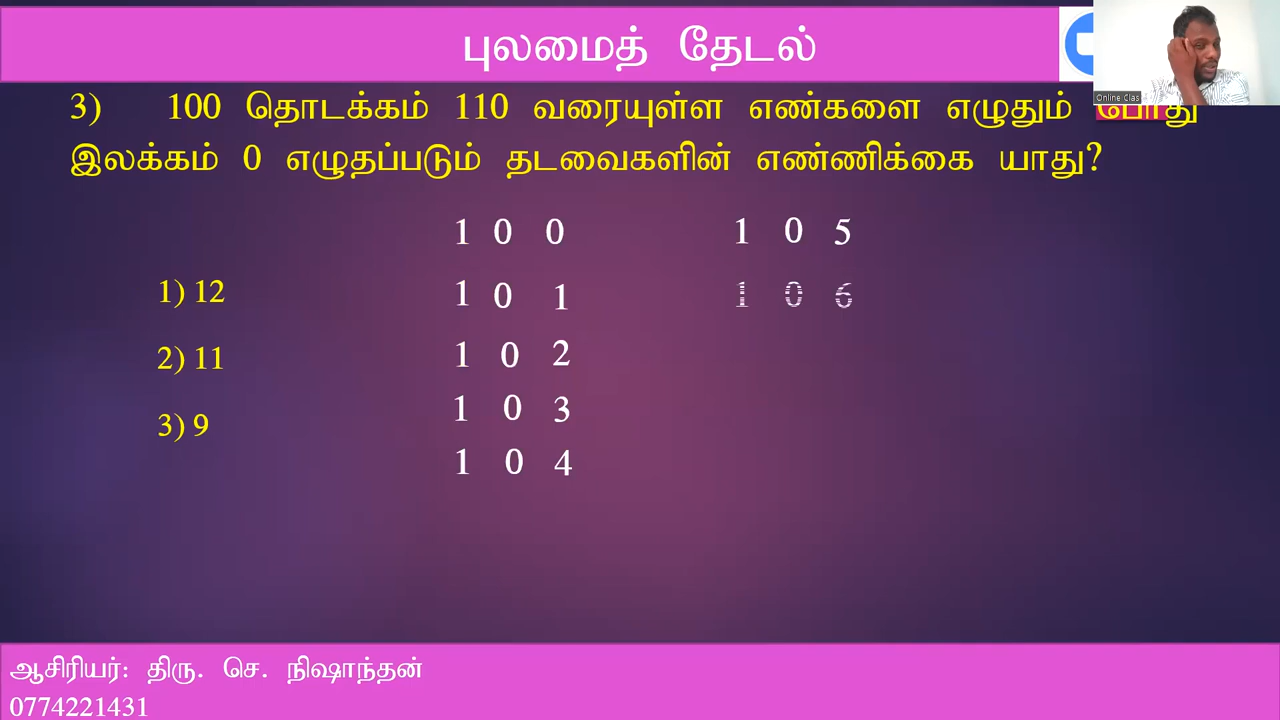 புலமைத் தேடல்
Online Clas
3) 100 தொடக்கம் 110 வரையுள்ள எண்களை எழுதும் போது
இலக்கம் 0 எழுதப்படும் தடவைகளின் எண்ணிக்கை யாது?
1) 12
2) 11
3) 9
1 0 0
1 0 1
1 0 2
1 0 3
1 0 4
1 0 5
1 0 6
ஆசிரியர்: திரு. செ. நிஷாந்தன்
0774221431